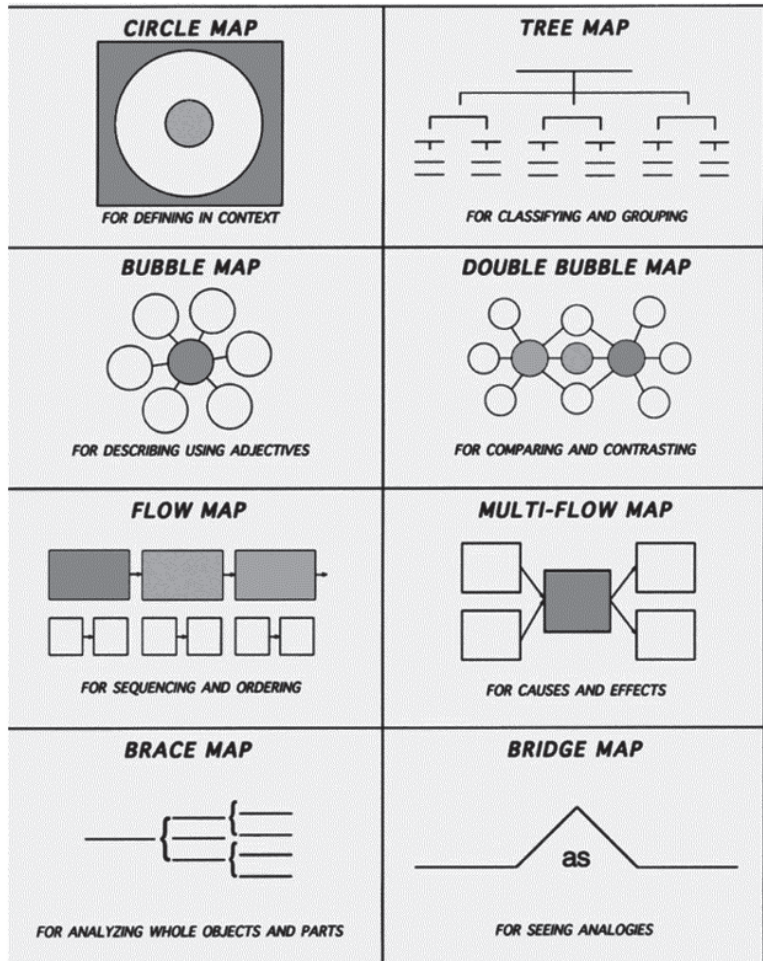 CIRCLE MAP
FOR DEFINING IN CONTEXT
TREE MAP
FOR CLASSIFYING AND GROUPING
BUBBLE MAP
FOR DESCRIBING USING ADJECTIVES
DOUBLE BUBBLE MAP
FOR COMPARING AND CONTRASTING
FLOW MAP
FOR SEQUENCING AND ORDERING
MULTI-FLOW MAP
FOR CAUSES AND EFFECTS
BRACE MAP
FOR ANALYZING WHOLE OBJECTS AND PARTS
BRIDGE MAP
as
FOR SEEING ANALOGIES